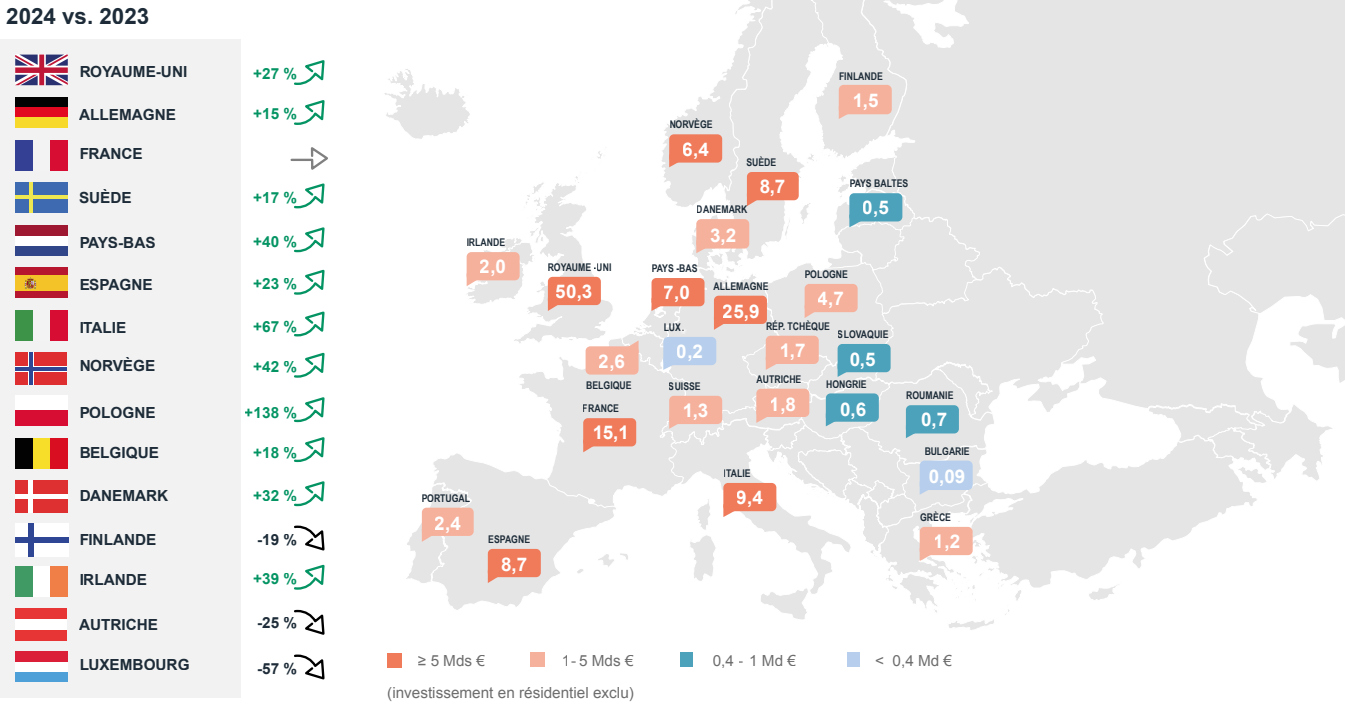 2024 vs. 2023
ROYAUME-UNI +27 %
ALLEMAGNE +15 %
FRANCE
SUÈDE +17 %
PAYS-BAS +40 %
ESPAGNE +23 %
ITALIE +67 %
NORVÈGE +42 %
POLOGNE +138 %
BELGIQUE +18 %
DANEMARK +32 %
FINLANDE -19 %
IRLANDE +39 %
AUTRICHE -25 %
LUXEMBOURG -57 %
FINLANDE
1,5
NORVÈGE
6,4
SUÈDE
8,7
PAYS BALTES
0,5
DANEMARK
3,2
IRLANDE
2,0
ROYAUME -UNI
50,3
PAYS -BAS
7,0
ALLEMAGNE
25,9
POLOGNE
4,7
LUX.
0,2
RÉP. TCHÈQUE
1,7
SLOVAQUIE
0,5
2,6
BELGIQUE
SUISSE
1,3
AUTRICHE
1,8
HONGRIE
0,6
ROUMANIE
0,7
FRANCE
15,1
BULGARIE
0,09
ITALIE
9,4
PORTUGAL
2,4
ESPAGNE
8,7
GRÈCE
1,2
≥ 5 Mds €
1- 5 Mds €
0,4 - 1 Md €
< 0,4 Md €
(investissement en résidentiel exclu)